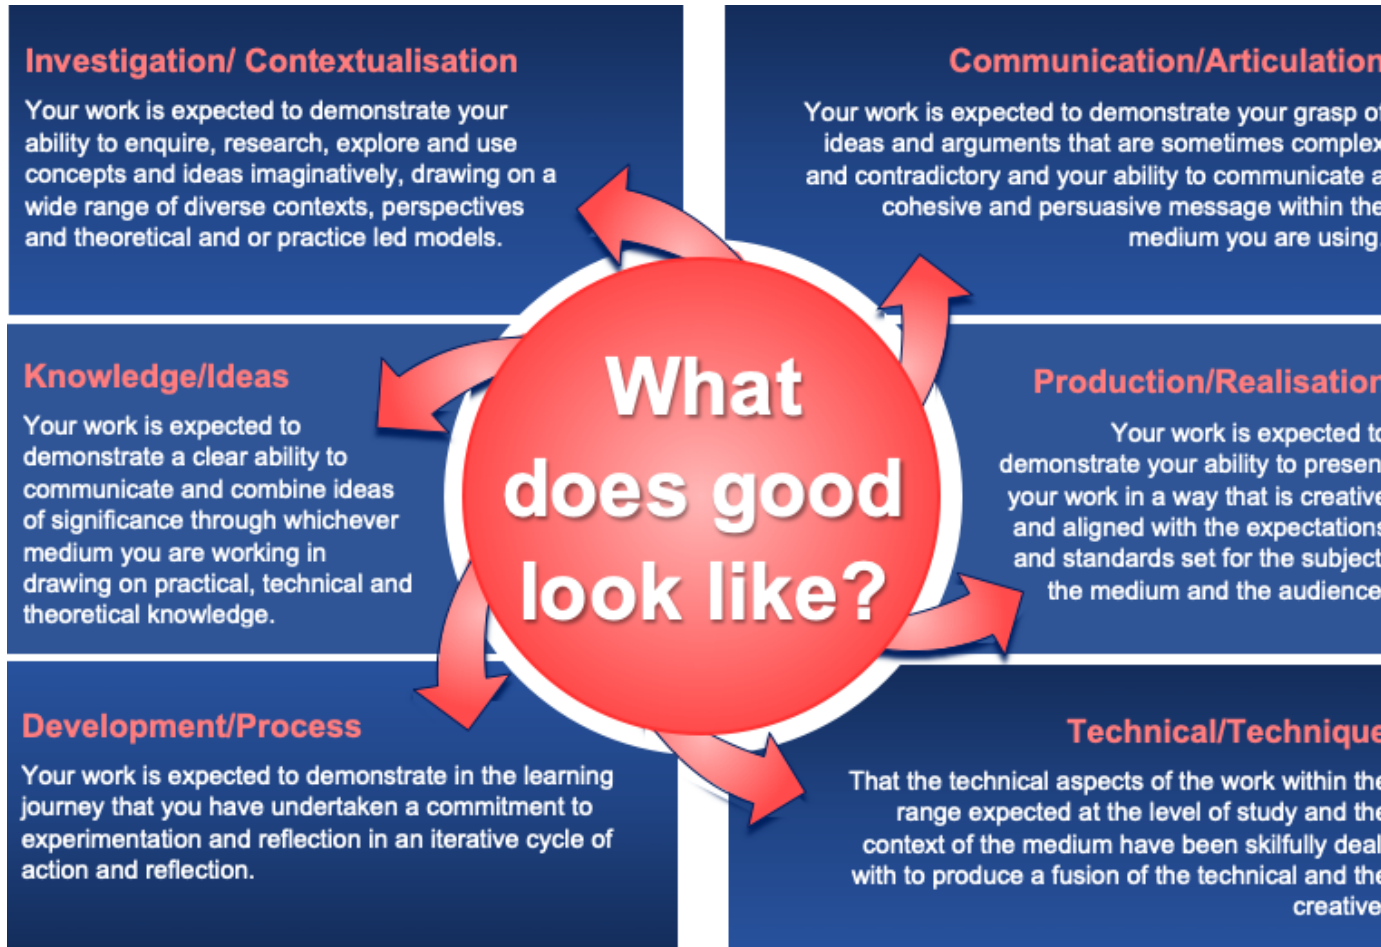 Investigation/ Contextualisation
Your work is expected to demonstrate your
ability to enquire, research, explore and use
concepts and ideas imaginatively, drawing on a
wide range of diverse contexts, perspectives
and theoretical and or practice led models.
Knowledge/Ideas
Your work is expected to
demonstrate a clear ability to
communicate and combine ideas
of significance through whichever
medium you are working in
drawing on practical, technical and
theoretical knowledge.
Development/Process
Your work is expected to demonstrate in the learning
journey that you have undertaken a commitment to
experimentation and reflection in an iterative cycle of
action and reflection.
What
does good
look like?
Communication/Articulation
Your work is expected to demonstrate your grasp of
ideas and arguments that are sometimes complex
and contradictory and your ability to communicate a
cohesive and persuasive message within the
medium you are using.
Production/Realisation
Your work is expected to
demonstrate your ability to presen
your work in a way that is creative
and aligned with the expectations
and standards set for the subject
the medium and the audience
Technical/Technique
That the technical aspects of the work within the
range expected at the level of study and the
context of the medium have been skilfully deal
with to produce a fusion of the technical and the
creative